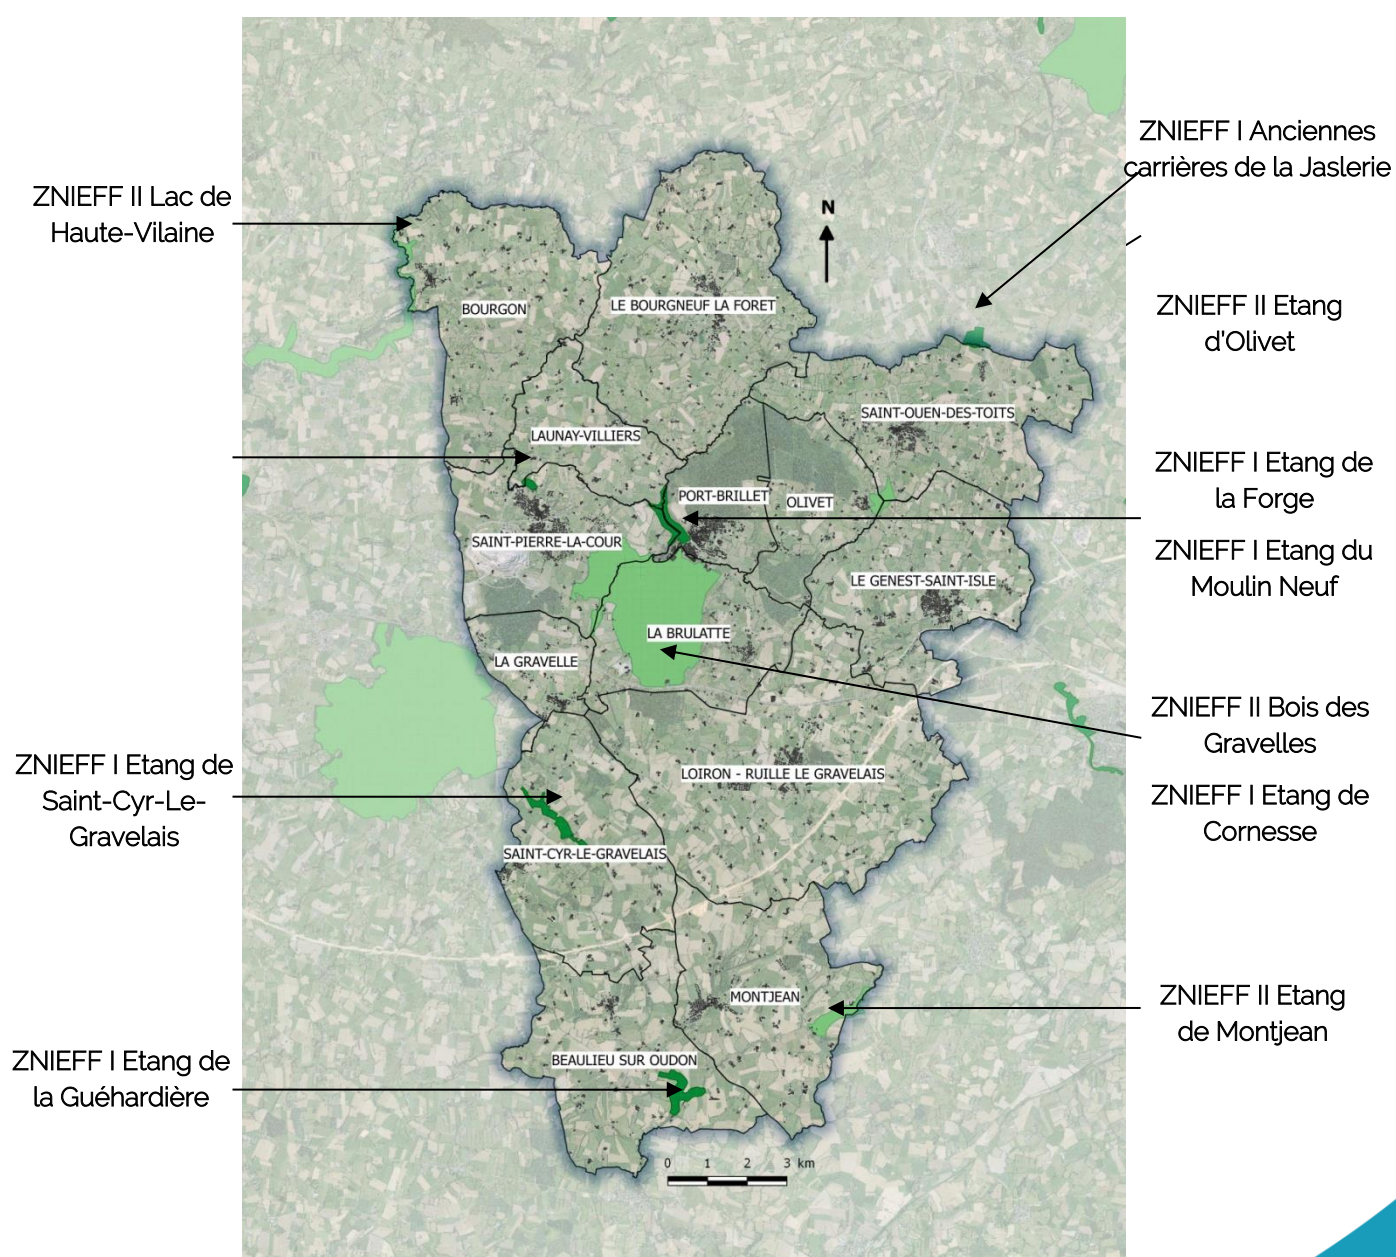 ZNIEFF I Anciennes
carrières de la Jaslerie
ZNIEFF II Lac de
Haute-Vilaine
N
BOURGON
LE BOURGNEUF LA FORET
ZNIEFF II Etang
d'Olivet
SAINT-OUEN-DES-TOITS
LAUNAY-VILLIERS
ZNIEFF I Etang de
la Forge
PORT-BRILLET
OLIVET
SAINT-PIERRE-LA-COUR
ZNIEFF I Etang du
Moulin Neuf
LE GENEST-SAINT-ISLE
LA BRULATTE
LA GRAVELLE
ZNIEFF II Bois des
Gravelles
ZNIEFF I Etang de
Saint-Cyr-Le-
Gravelais
LOIRON - RUILLE LE GRAVELAIS
ZNIEFF I Etang de
Cornesse
SAINT-CYR-LE-GRAVELAIS
MONTJEAN
ZNIEFF II Etang
de Montjean
ZNIEFF I Etang de
la Guéhardière
BEAULIEU SUR OUDON
0 1 2 3 km